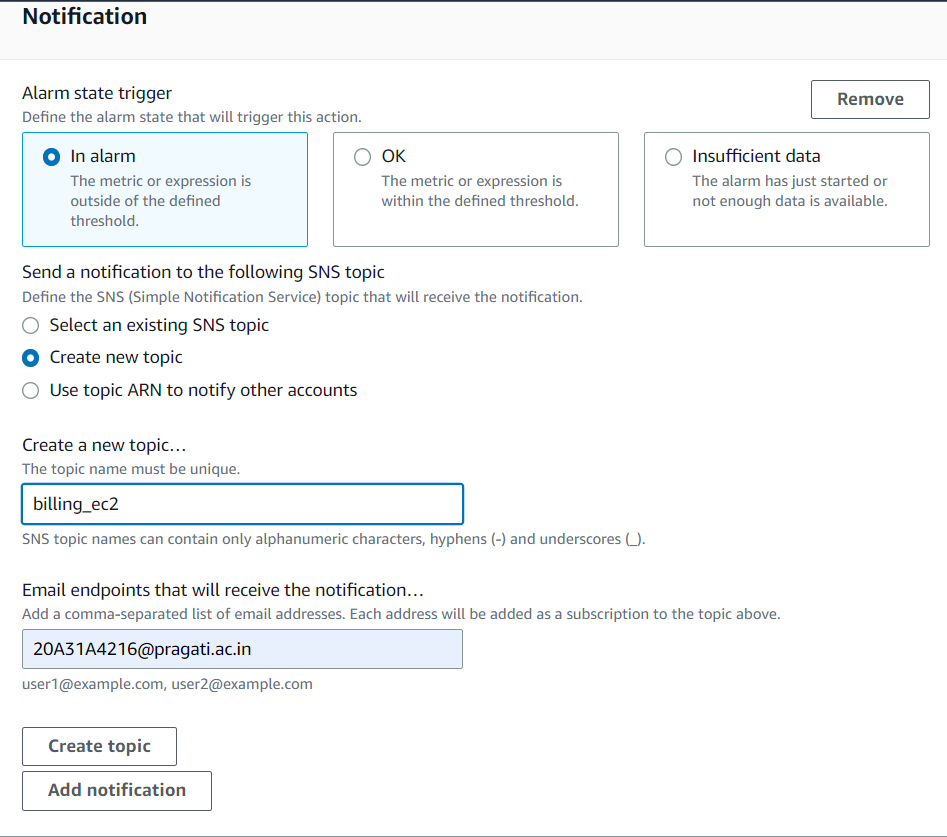 Notification
Alarm state trigger
Remove
Define the alarm state that will trigger this action.
In alarm
The metric or expression is
outside of the defined
threshold.
OK
The metric or expression is
within the defined threshold.
Insufficient data
The alarm has just started or
not enough data is available.
Send a notification to the following SNS topic
Define the SNS (Simple Notification Service) topic that will receive the notification.
Select an existing SNS topic
Create new topic
Use topic ARN to notify other accounts
Create a new topic…
The topic name must be unique.
billing_ec2
SNS topic names can contain only alphanumeric characters, hyphens (-) and underscores (_).
Email endpoints that will receive the notification…
Add a comma-separated list of email addresses. Each address will be added as a subscription to the topic above.
20A31A4216@pragati.ac.in
user1@example.com, user2@example.com
Create topic
Add notification